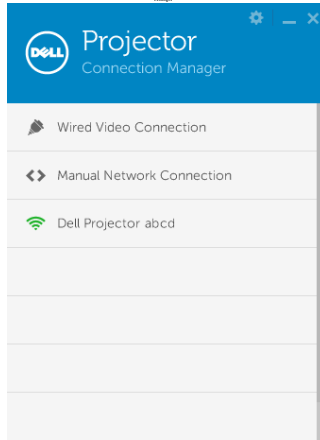 DELL
Projector
Connection Manager
Wired Video Connection
Manual Network Connection
Dell Projector abcd